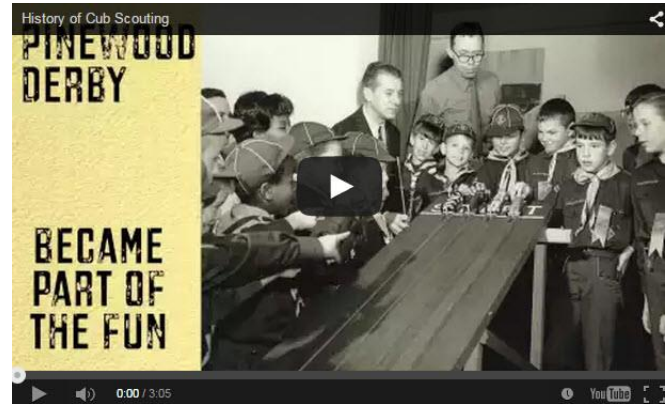 History of Cub Scouting
PINEWOOD
DERBY
BECAME
PART OF
THE FUN
0:00 / 3:05
YouTube